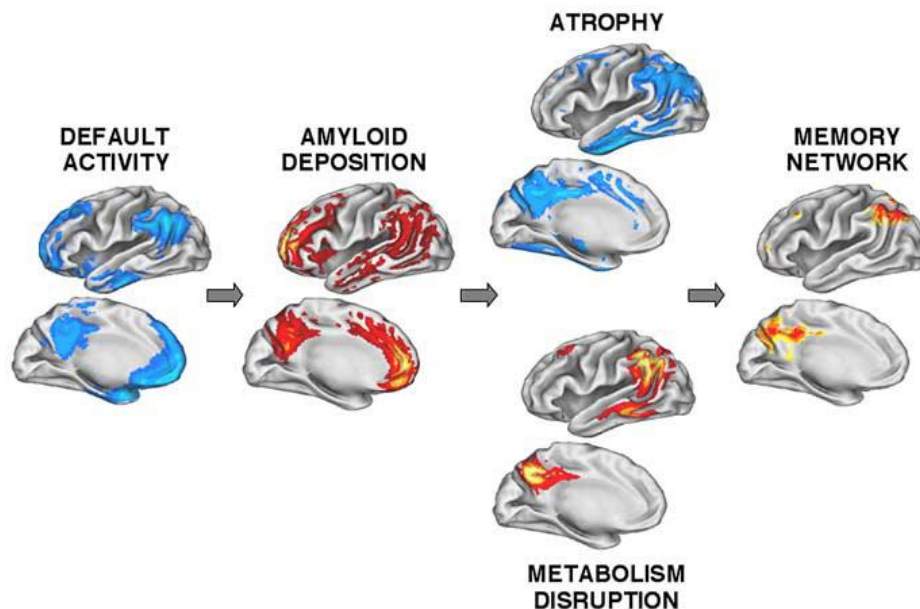 DEFAULT
ACTIVITY
AMYLOID
DEPOSITION
ATROPHY
METABOLISM
DISRUPTION
MEMORY
NETWORK